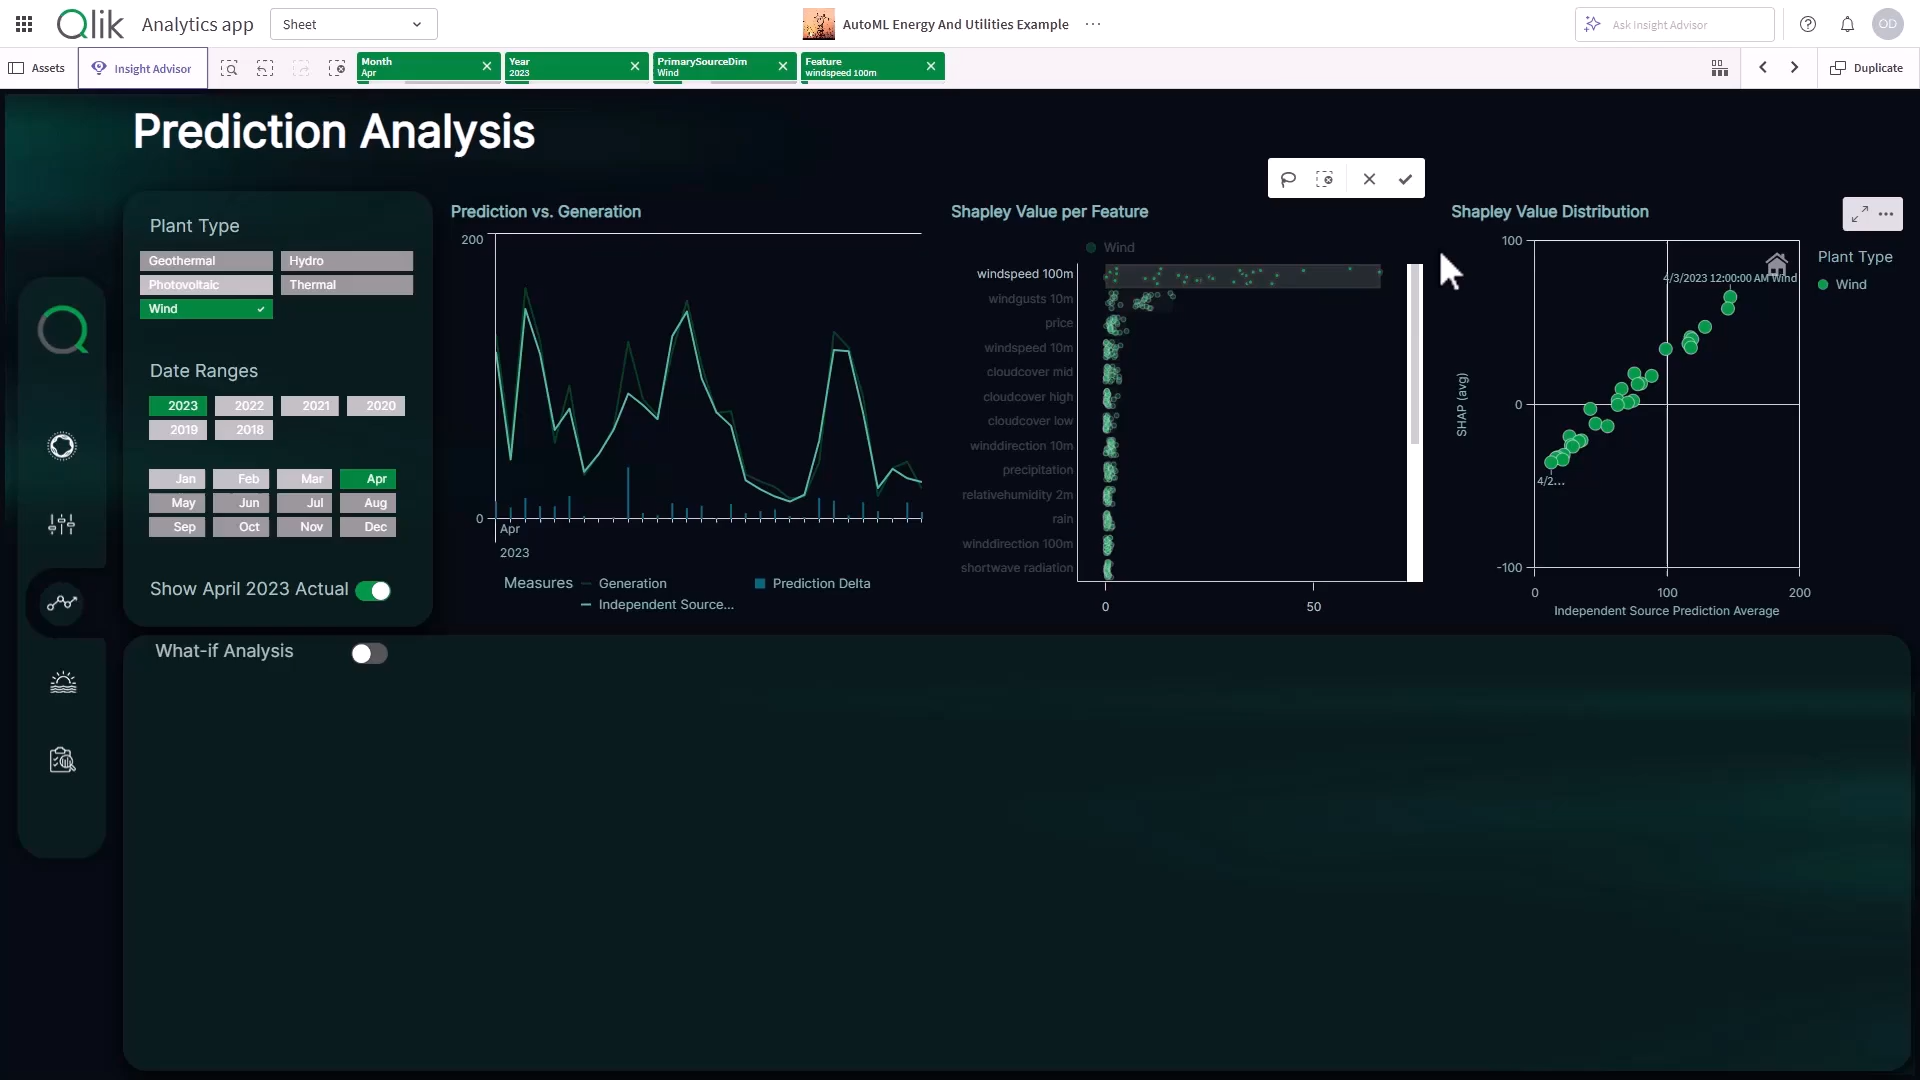 Qlik Analytics app Sheet AutoML Energy And Utilities Example ... Ask Insight Advisor OD
Assets Insight Advisor Month Year PrimarySourceDim Feature Duplicate
Apr 2023 Wind windspeed 100m
Prediction Analysis
Plant Type
Geothermal Hydro
Photovoltaic Thermal
Wind
Date Ranges
2023 2022 2021 2020
2019 2018
Jan Feb Mar Apr
May Jun Jul Aug
Sep Oct Nov Dec
Show April 2023 Actual
Prediction vs. Generation
200
0
Apr
2023
Measures Generation Prediction Delta
Independent Source...
Shapley Value per Feature
Wind
windspeed 100m
windgusts 10m
price
windspeed 10m
cloudcover mid
cloudcover high
cloudcover low
winddirection 10m
precipitation
relativehumidity 2m
rain
winddirection 100m
shortwave radiation
0 50
Shapley Value Distribution
100
0
-100
SHAP (avg)
4/3/2023 12:00:00 AM Wind
4/2...
0 100 200
Independent Source Prediction Average
Plant Type
Wind
What-if Analysis